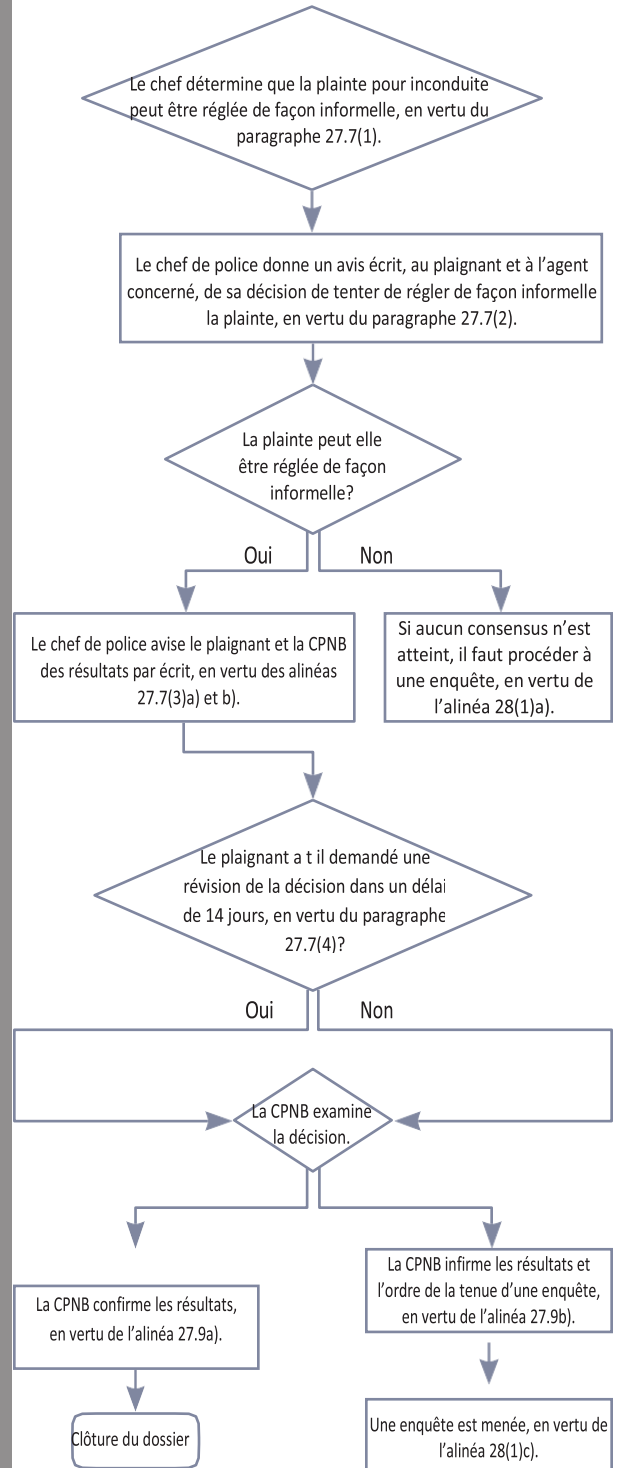 Le chef détermine que la plainte pour inconduite
peut être réglée de façon informelle, en vertu du
paragraphe 27.7(1).
Le chef de police donne un avis écrit, au plaignant et à l'agent
concerné, de sa décision de tenter de régler de façon informelle
la plainte, en vertu du paragraphe 27.7(2).
La plainte peut elle
être réglée de façon
informelle?
Oui
Non
Le chef de police avise le plaignant et la CPNB
des résultats par écrit, en vertu des alinéas
27.7(3)a) et b).
Si aucun consensus n'est
atteint, il faut procéder à
une enquête, en vertu de
l'alinéa 28(1)a).
Le plaignant a t il demandé une
révision de la décision dans un délai
de 14 jours, en vertu du paragraphe
27.7(4)?
Oui
Non
La CPNB examine
la décision.
La CPNB confirme les résultats,
en vertu de l'alinéa 27.9a).
La CPNB infirme les résultats et
l'ordre de la tenue d'une enquête,
en vertu de l'alinéa 27.9b).
Clôture du dossier
Une enquête est menée, en vertu de
l'alinéa 28(1)c).